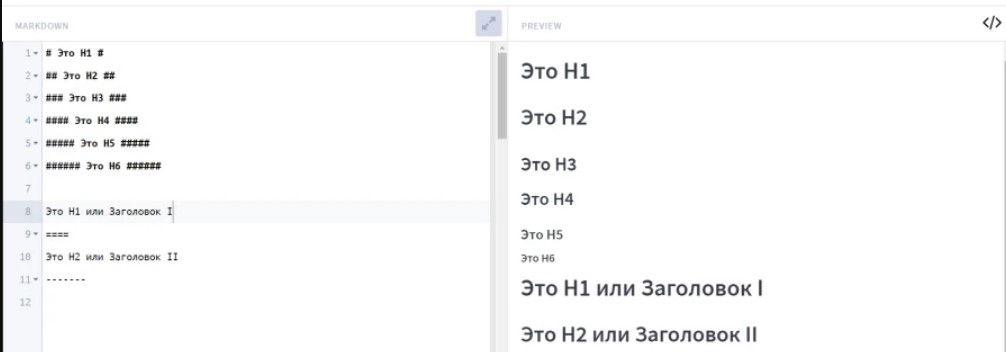 MARKDOWN
1 # Это H1 #
2 ## Это H2 ##
3 ### Это H3 ###
4 #### Это H4 ####
5 ##### Это H5 #####
6 ###### Это H6 ######
7
8 Это H1 или Заголовок I
9 ====
10 Это H2 или Заголовок II
11 -------
12
PREVIEW </>
Это H1
Это H2
Это H3
Это H4
Это H5
Это H6
Это H1 или Заголовок I
Это H2 или Заголовок II